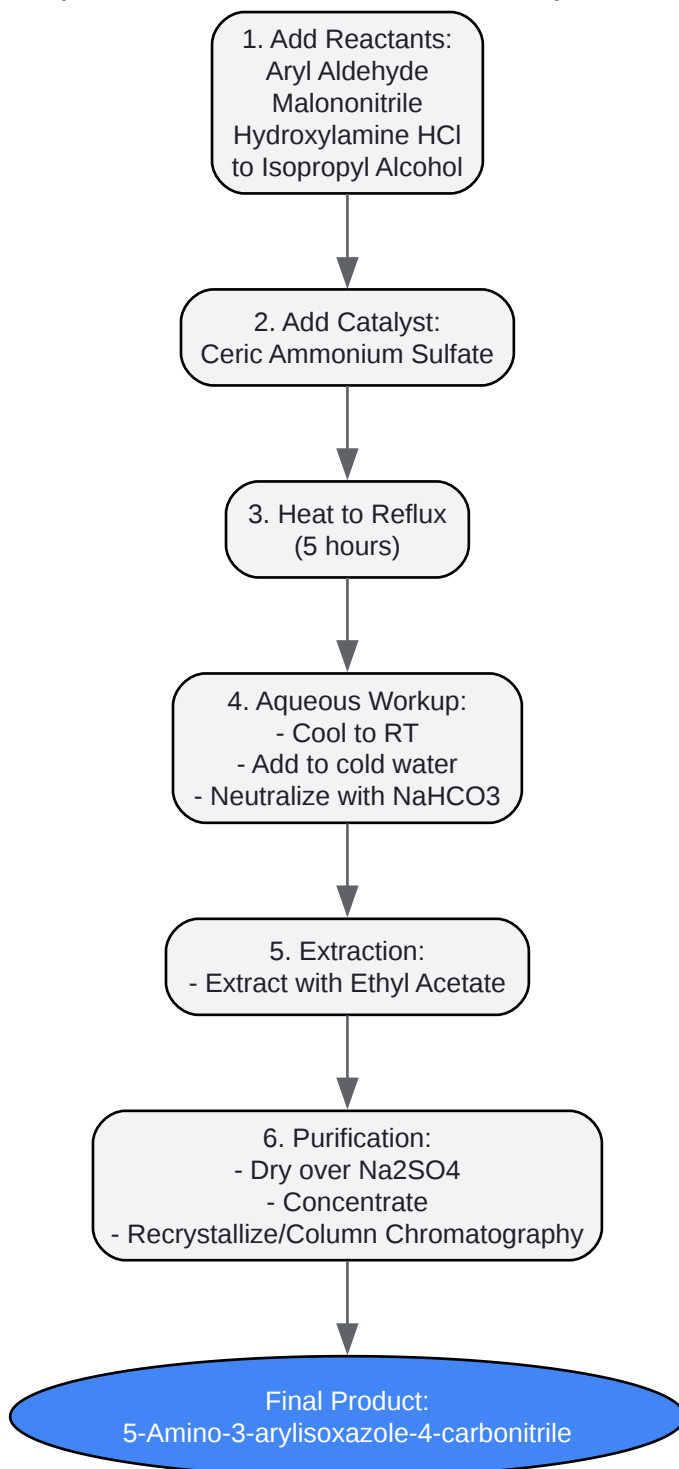 1. Add Reactants:
Aryl Aldehyde
Malononitrile
Hydroxylamine HCl
to Isopropyl Alcohol
2. Add Catalyst:
Ceric Ammonium Sulfate
3. Heat to Reflux
(5 hours)
4. Aqueous Workup:
- Cool to RT
- Add to cold water
- Neutralize with NaHCO3
5. Extraction:
- Extract with Ethyl Acetate
6. Purification:
- Dry over Na2SO4
- Concentrate
- Recrystallize/Column Chromatography
Final Product:
5-Amino-3-arylisoxazole-4-carbonitrile